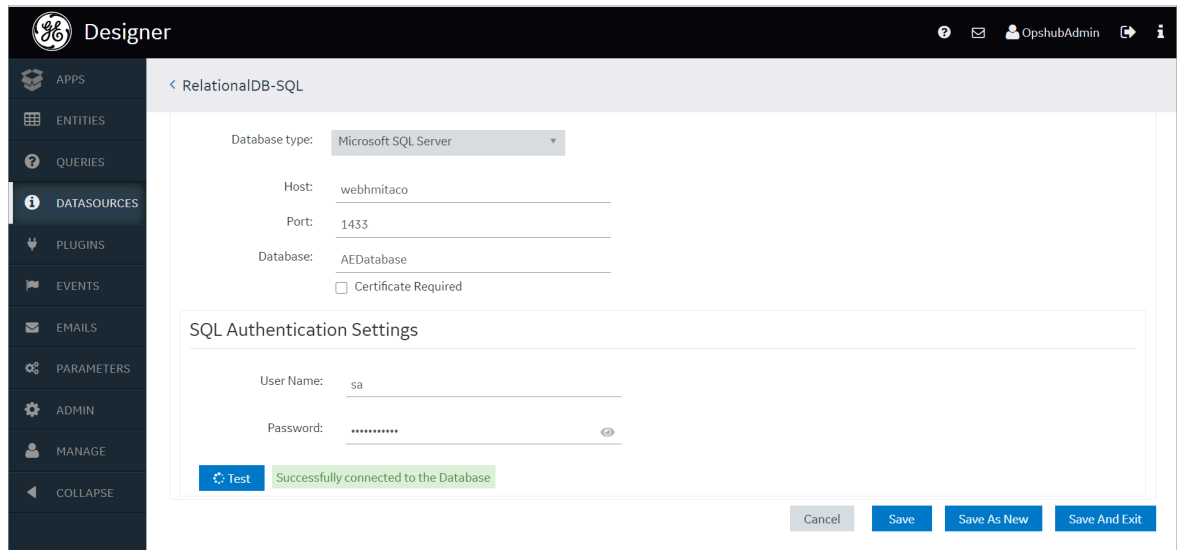 Designer
OpshubAdmin
APPS
ENTITIES
QUERIES
DATASOURCES
PLUGINS
EVENTS
EMAILS
PARAMETERS
ADMIN
MANAGE
COLLAPSE
< RelationalDB-SQL
Database type: Microsoft SQL Server
Host: webhmitaco
Port: 1433
Database: AEDatabase
Certificate Required
SQL Authentication Settings
User Name: sa
Password: •••••••••••
Test Successfully connected to the Database
Cancel Save Save As New Save And Exit